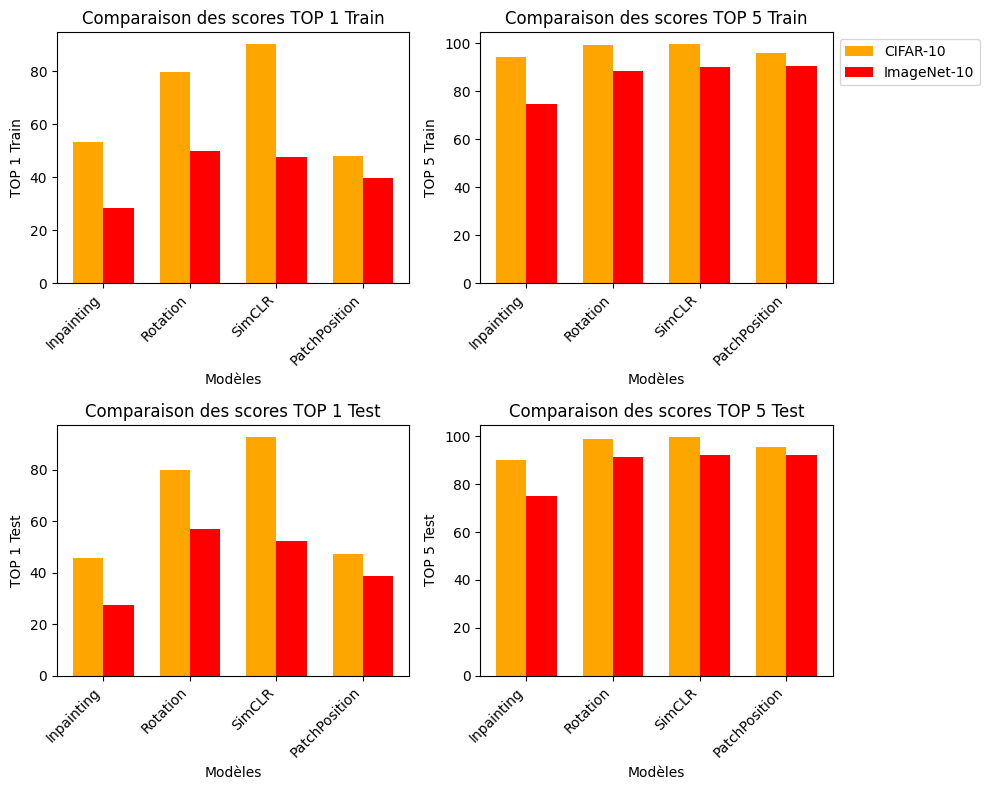 Comparaison des scores TOP 1 Train
TOP 1 Train
80
60
40
20
0
Inpainting
Rotation
SimCLR
PatchPosition
Modèles
Comparaison des scores TOP 5 Train
TOP 5 Train
100
80
60
40
20
0
Inpainting
Rotation
SimCLR
PatchPosition
Modèles
CIFAR-10
ImageNet-10
Comparaison des scores TOP 1 Test
TOP 1 Test
80
60
40
20
0
Inpainting
Rotation
SimCLR
PatchPosition
Modèles
Comparaison des scores TOP 5 Test
TOP 5 Test
100
80
60
40
20
0
Inpainting
Rotation
SimCLR
PatchPosition
Modèles